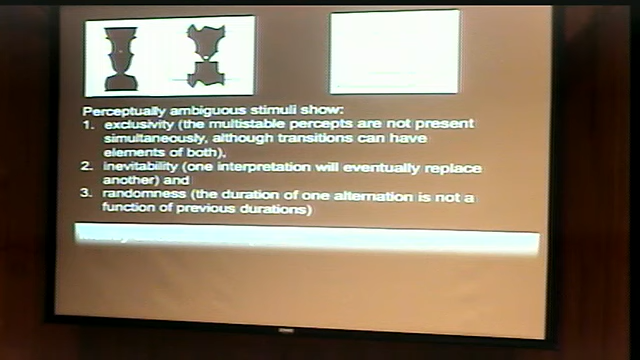 Perceptually ambiguous stimuli show:
1. exclusivity (the multistable percepts are not present
simultaneously, although transitions can have
elements of both),
2. inevitability (one interpretation will eventually replace
another) and
3. randomness (the duration of one alternation is not a
function of previous durations)